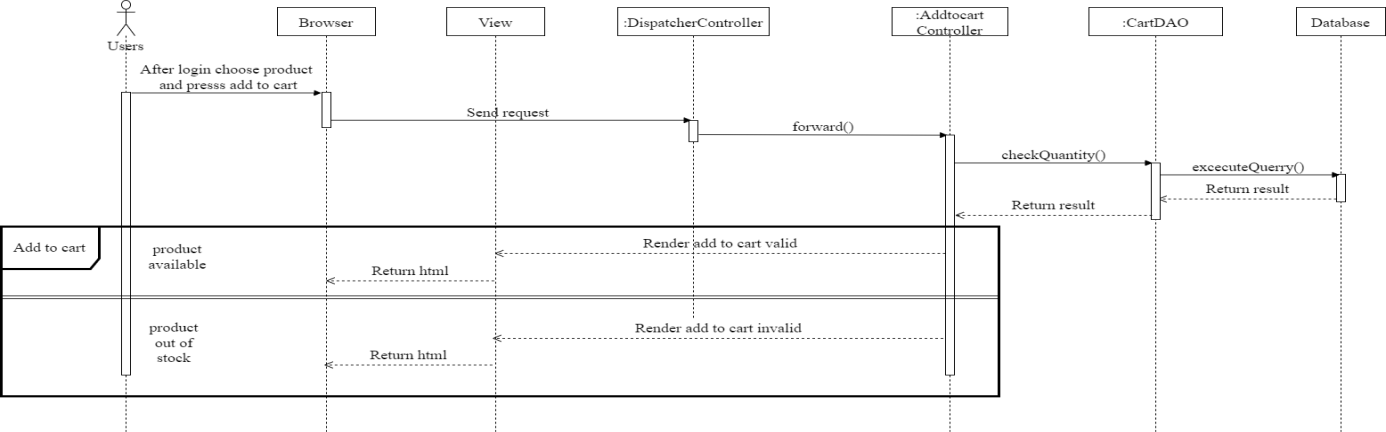 Users
Browser
View
:DispatcherController
:Addtocart
Controller
:CartDAO
Database
After login choose product
and presss add to cart
Send request
forward()
checkQuantity()
excecuteQuerry()
Return result
Return result
Add to cart
product
available
Render add to cart valid
Return html
product
out of
stock
Render add to cart invalid
Return html